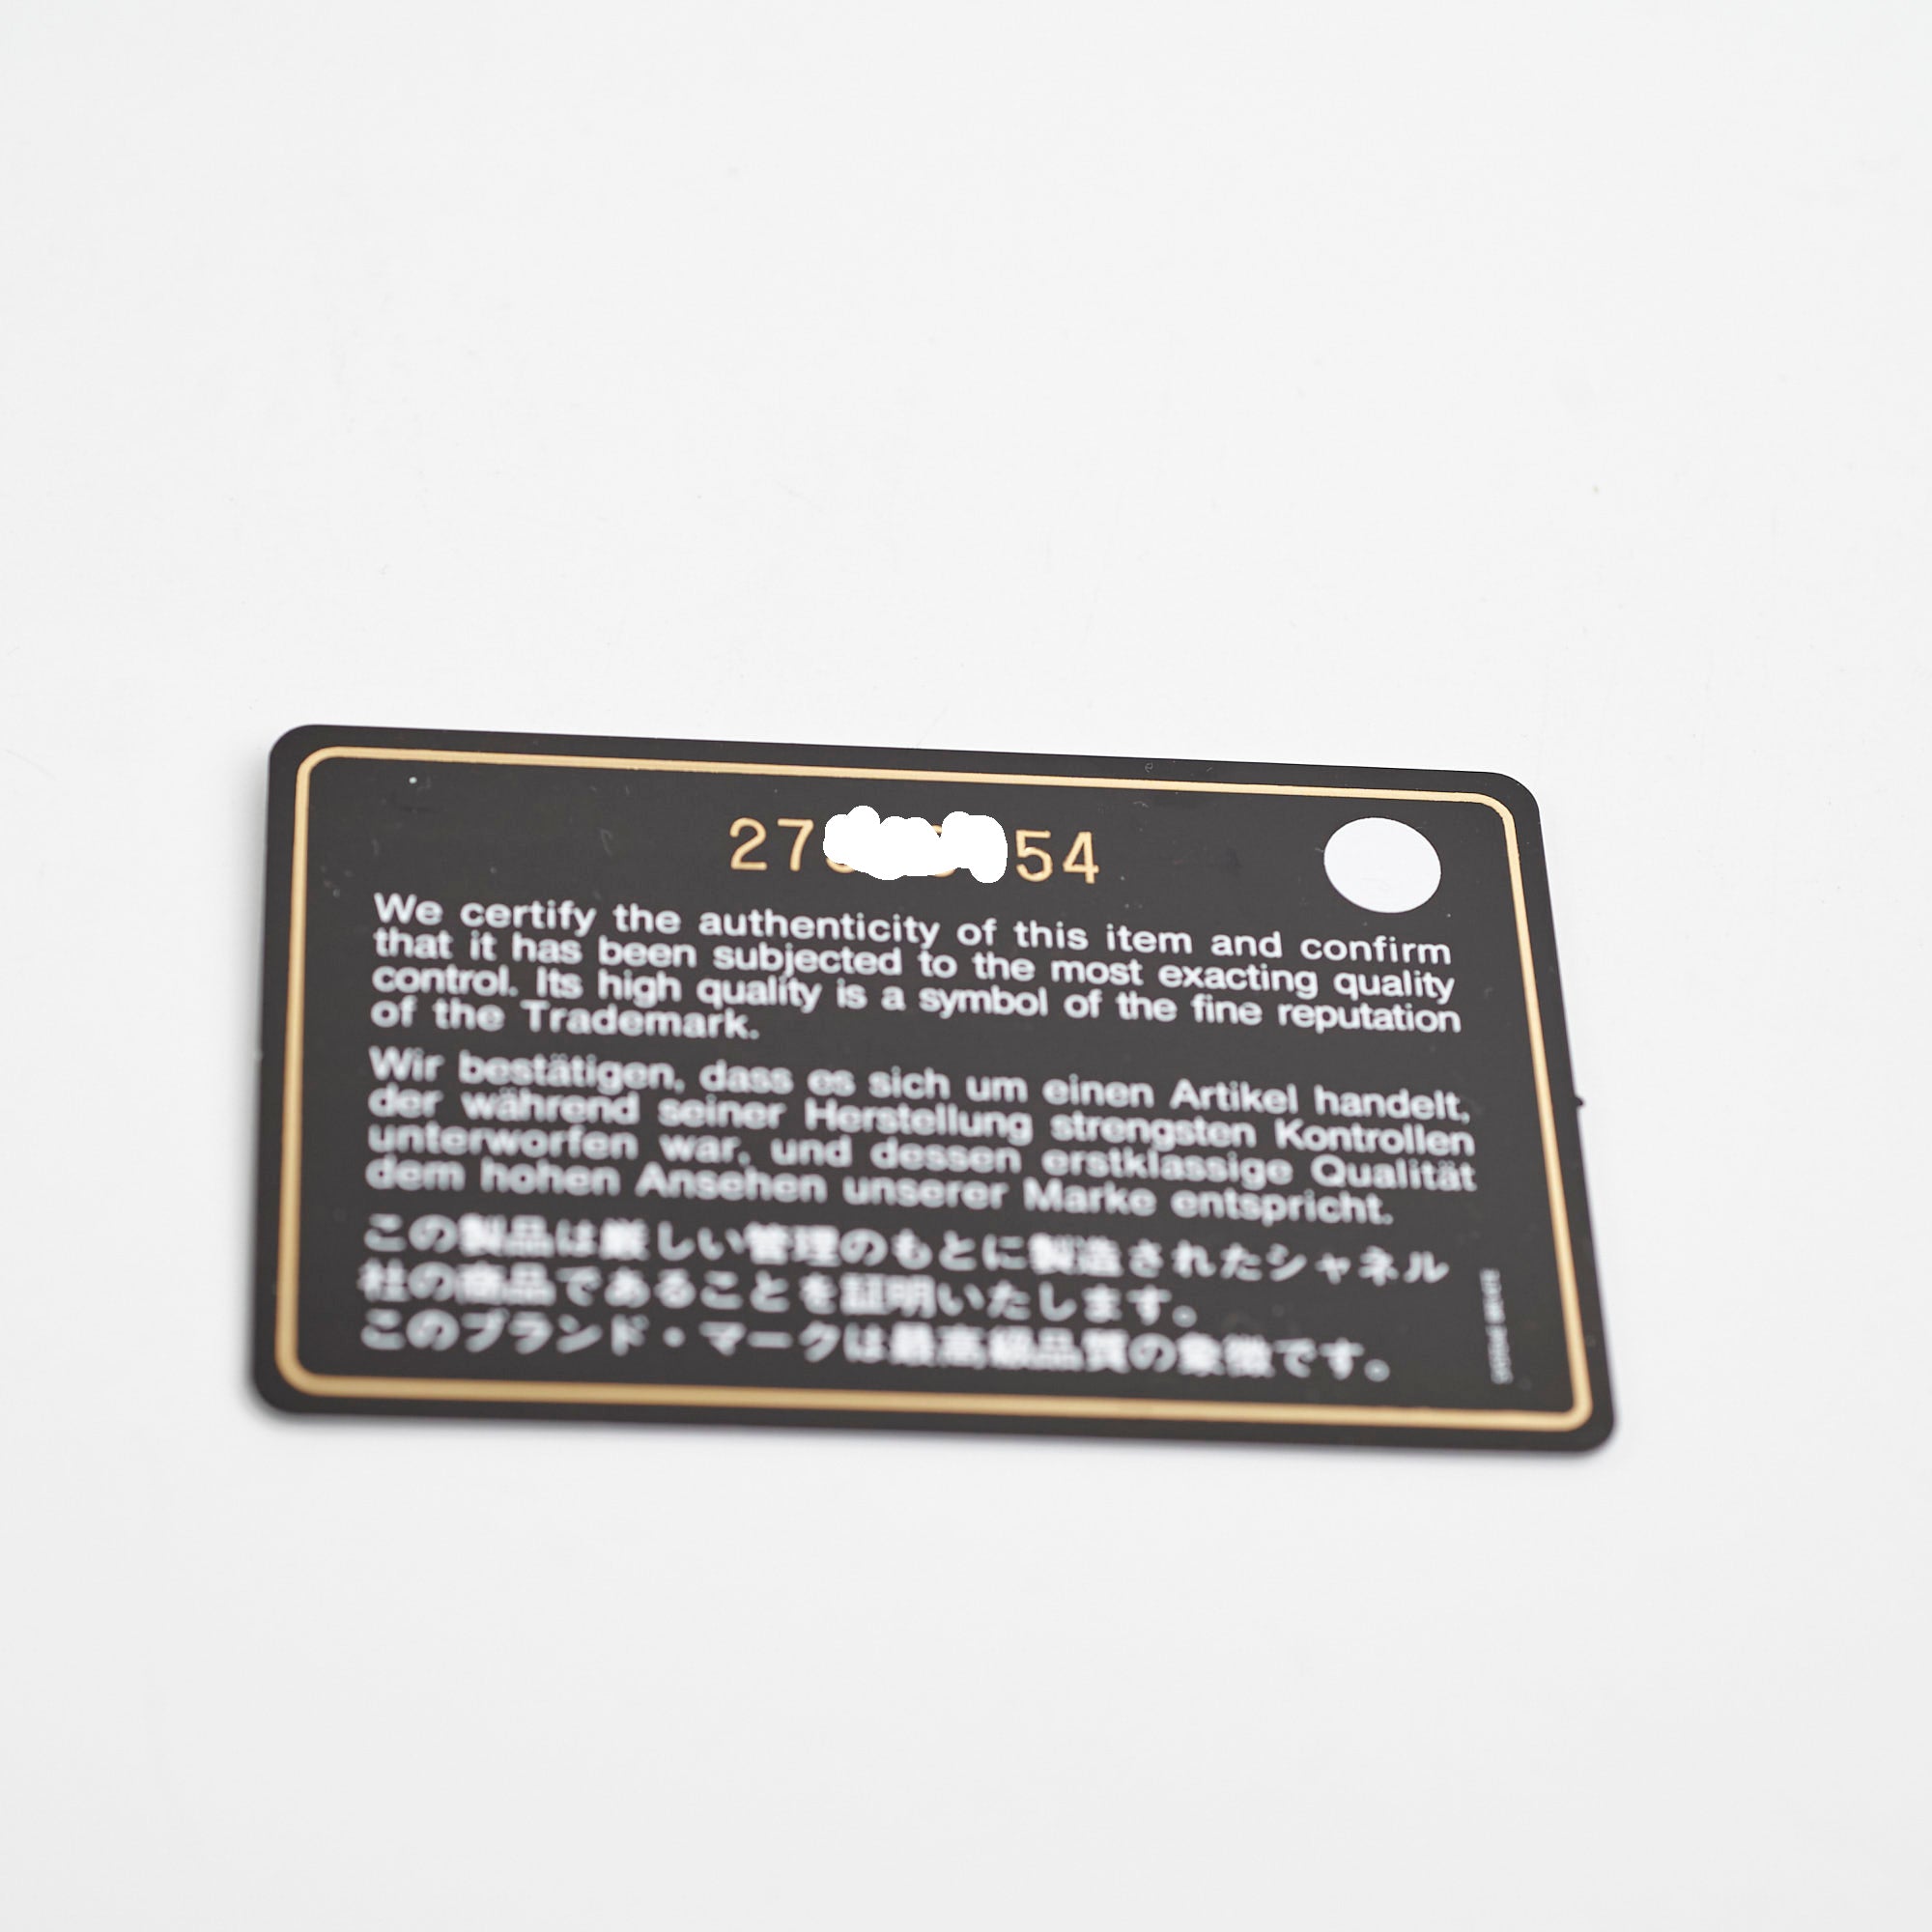 27 54
We certify the authenticity of this item and confirm
that it has been subjected to the most exacting quality
control. Its high quality is a symbol of the fine reputation
of the Trademark.
Wir bestätigen, dass es sich um einen Artikel handelt,
der während seiner Herstellung strengsten Kontrollen
unterworfen war, und dessen erstklassige Qualität
dem hohen Ansehen unserer Marke entspricht.
この製品は厳しい管理のもとに製造されたシャネル
社の商品であることを証明いたします。
このブランド・マークは最高級品質の象徴です。